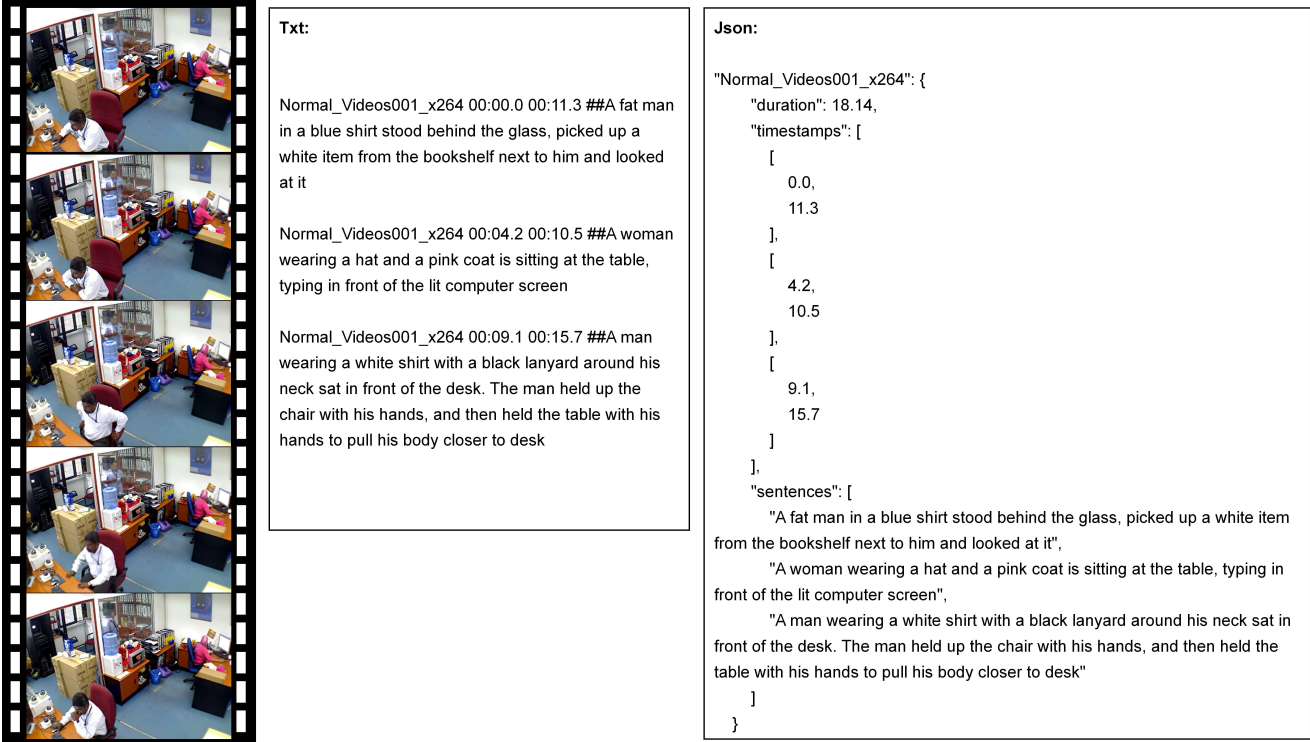 Txt:
Normal_Videos001_x264 00:00.0 00:11.3 ##A fat man
in a blue shirt stood behind the glass, picked up a
white item from the bookshelf next to him and looked
at it
Normal_Videos001_x264 00:04.2 00:10.5 ##A woman
wearing a hat and a pink coat is sitting at the table,
typing in front of the lit computer screen
Normal_Videos001_x264 00:09.1 00:15.7 ##A man
wearing a white shirt with a black lanyard around his
neck sat in front of the desk. The man held up the
chair with his hands, and then held the table with his
hands to pull his body closer to desk
Json:
"Normal_Videos001_x264": {
"duration": 18.14,
"timestamps": [
[
0.0,
11.3
],
[
4.2,
10.5
],
[
9.1,
15.7
]
],
"sentences": [
"A fat man in a blue shirt stood behind the glass, picked up a white item
from the bookshelf next to him and looked at it",
"A woman wearing a hat and a pink coat is sitting at the table, typing in
front of the lit computer screen",
"A man wearing a white shirt with a black lanyard around his neck sat in
front of the desk. The man held up the chair with his hands, and then held the
table with his hands to pull his body closer to desk"
]
}